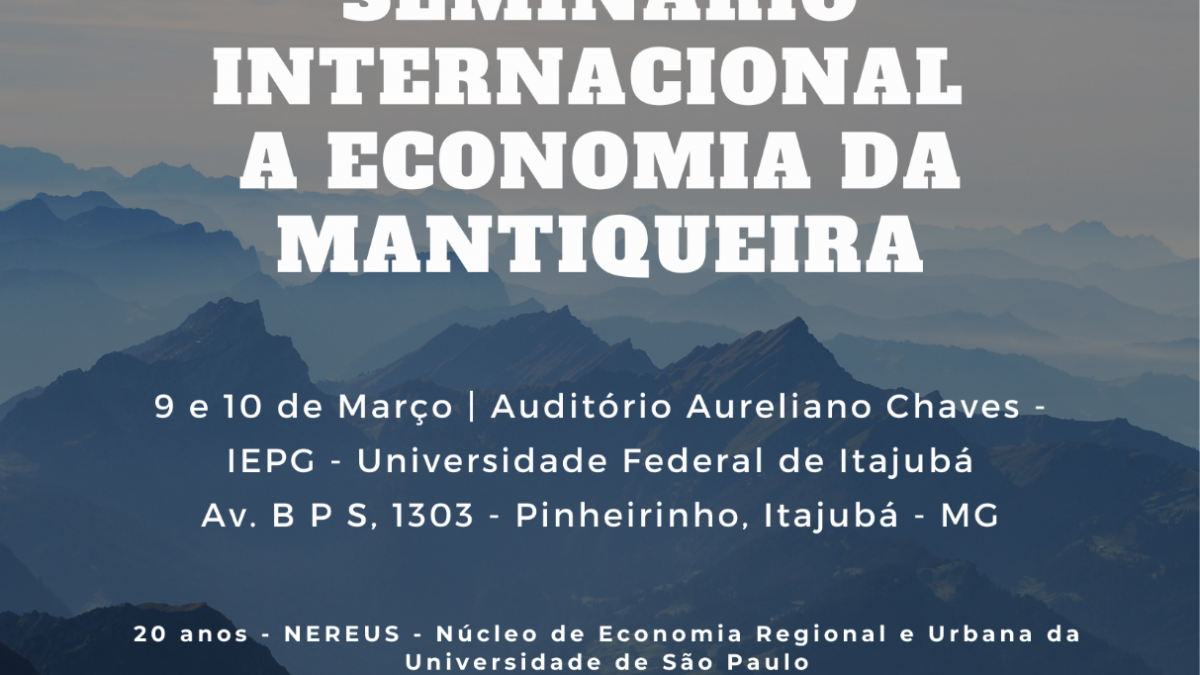 SEMINÁRIO
INTERNACIONAL
A ECONOMIA DA
MANTIQUEIRA
9 e 10 de Março | Auditório Aureliano Chaves -
IEPG - Universidade Federal de Itajubá
Av. B P S, 1303 - Pinheirinho, Itajubá - MG
20 anos - NEREUS - Núcleo de Economia Regional e Urbana da
Universidade de São Paulo